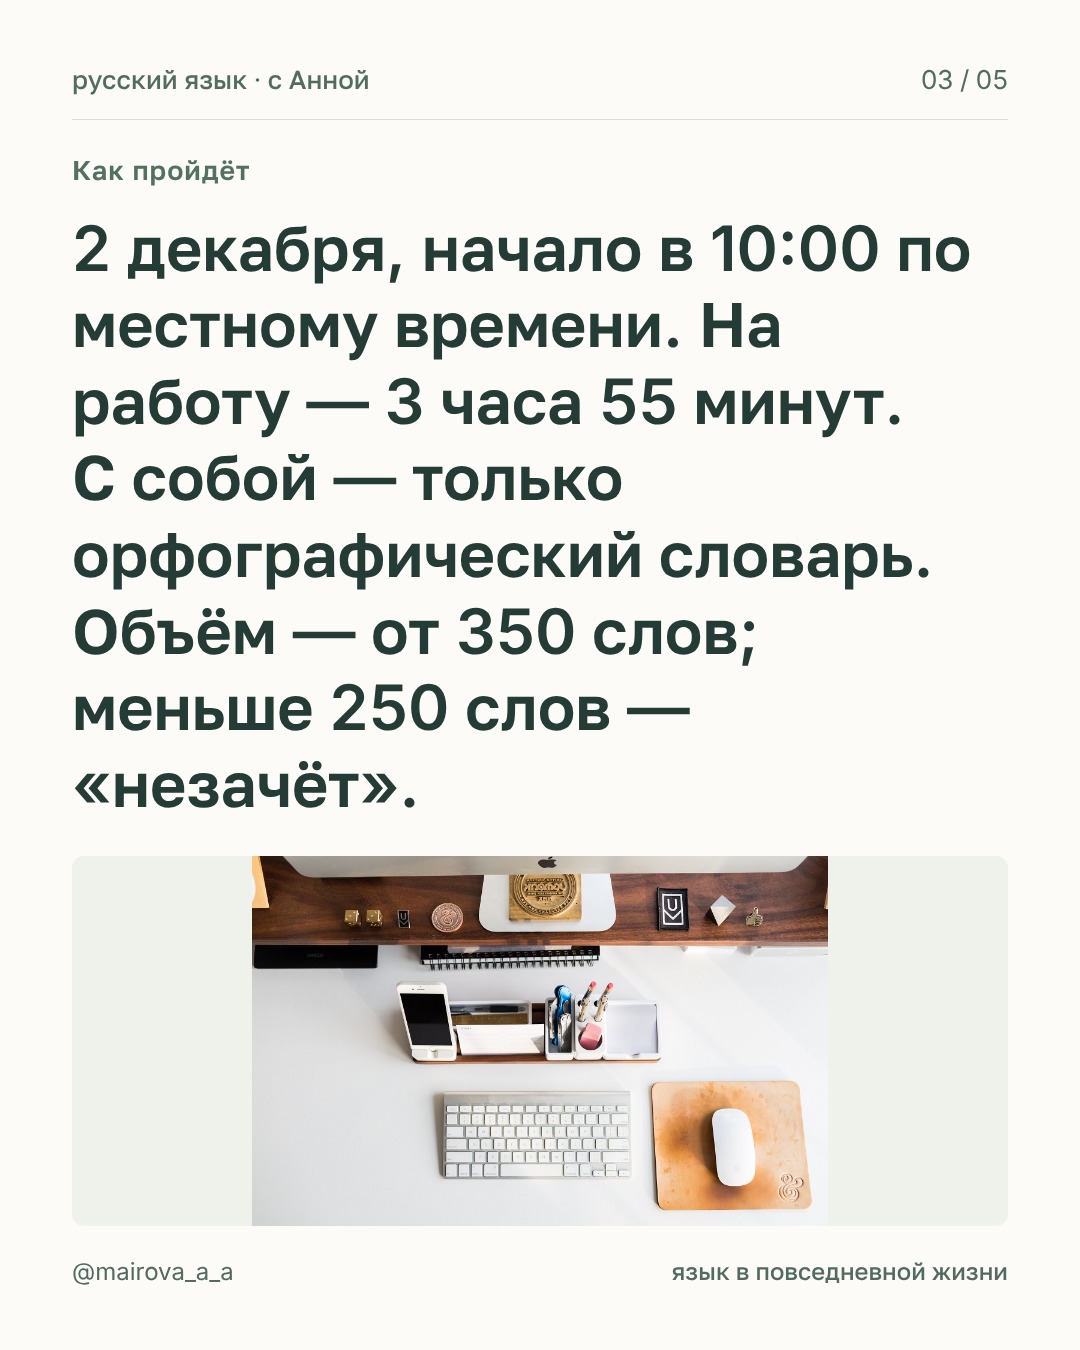 русский язык · с Анной
03 / 05
Как пройдёт
2 декабря, начало в 10:00 по
местному времени. На
работу — 3 часа 55 минут.
С собой — только
орфографический словарь.
Объём — от 350 слов;
меньше 250 слов —
«незачёт».
@mairova_a_a
язык в повседневной жизни